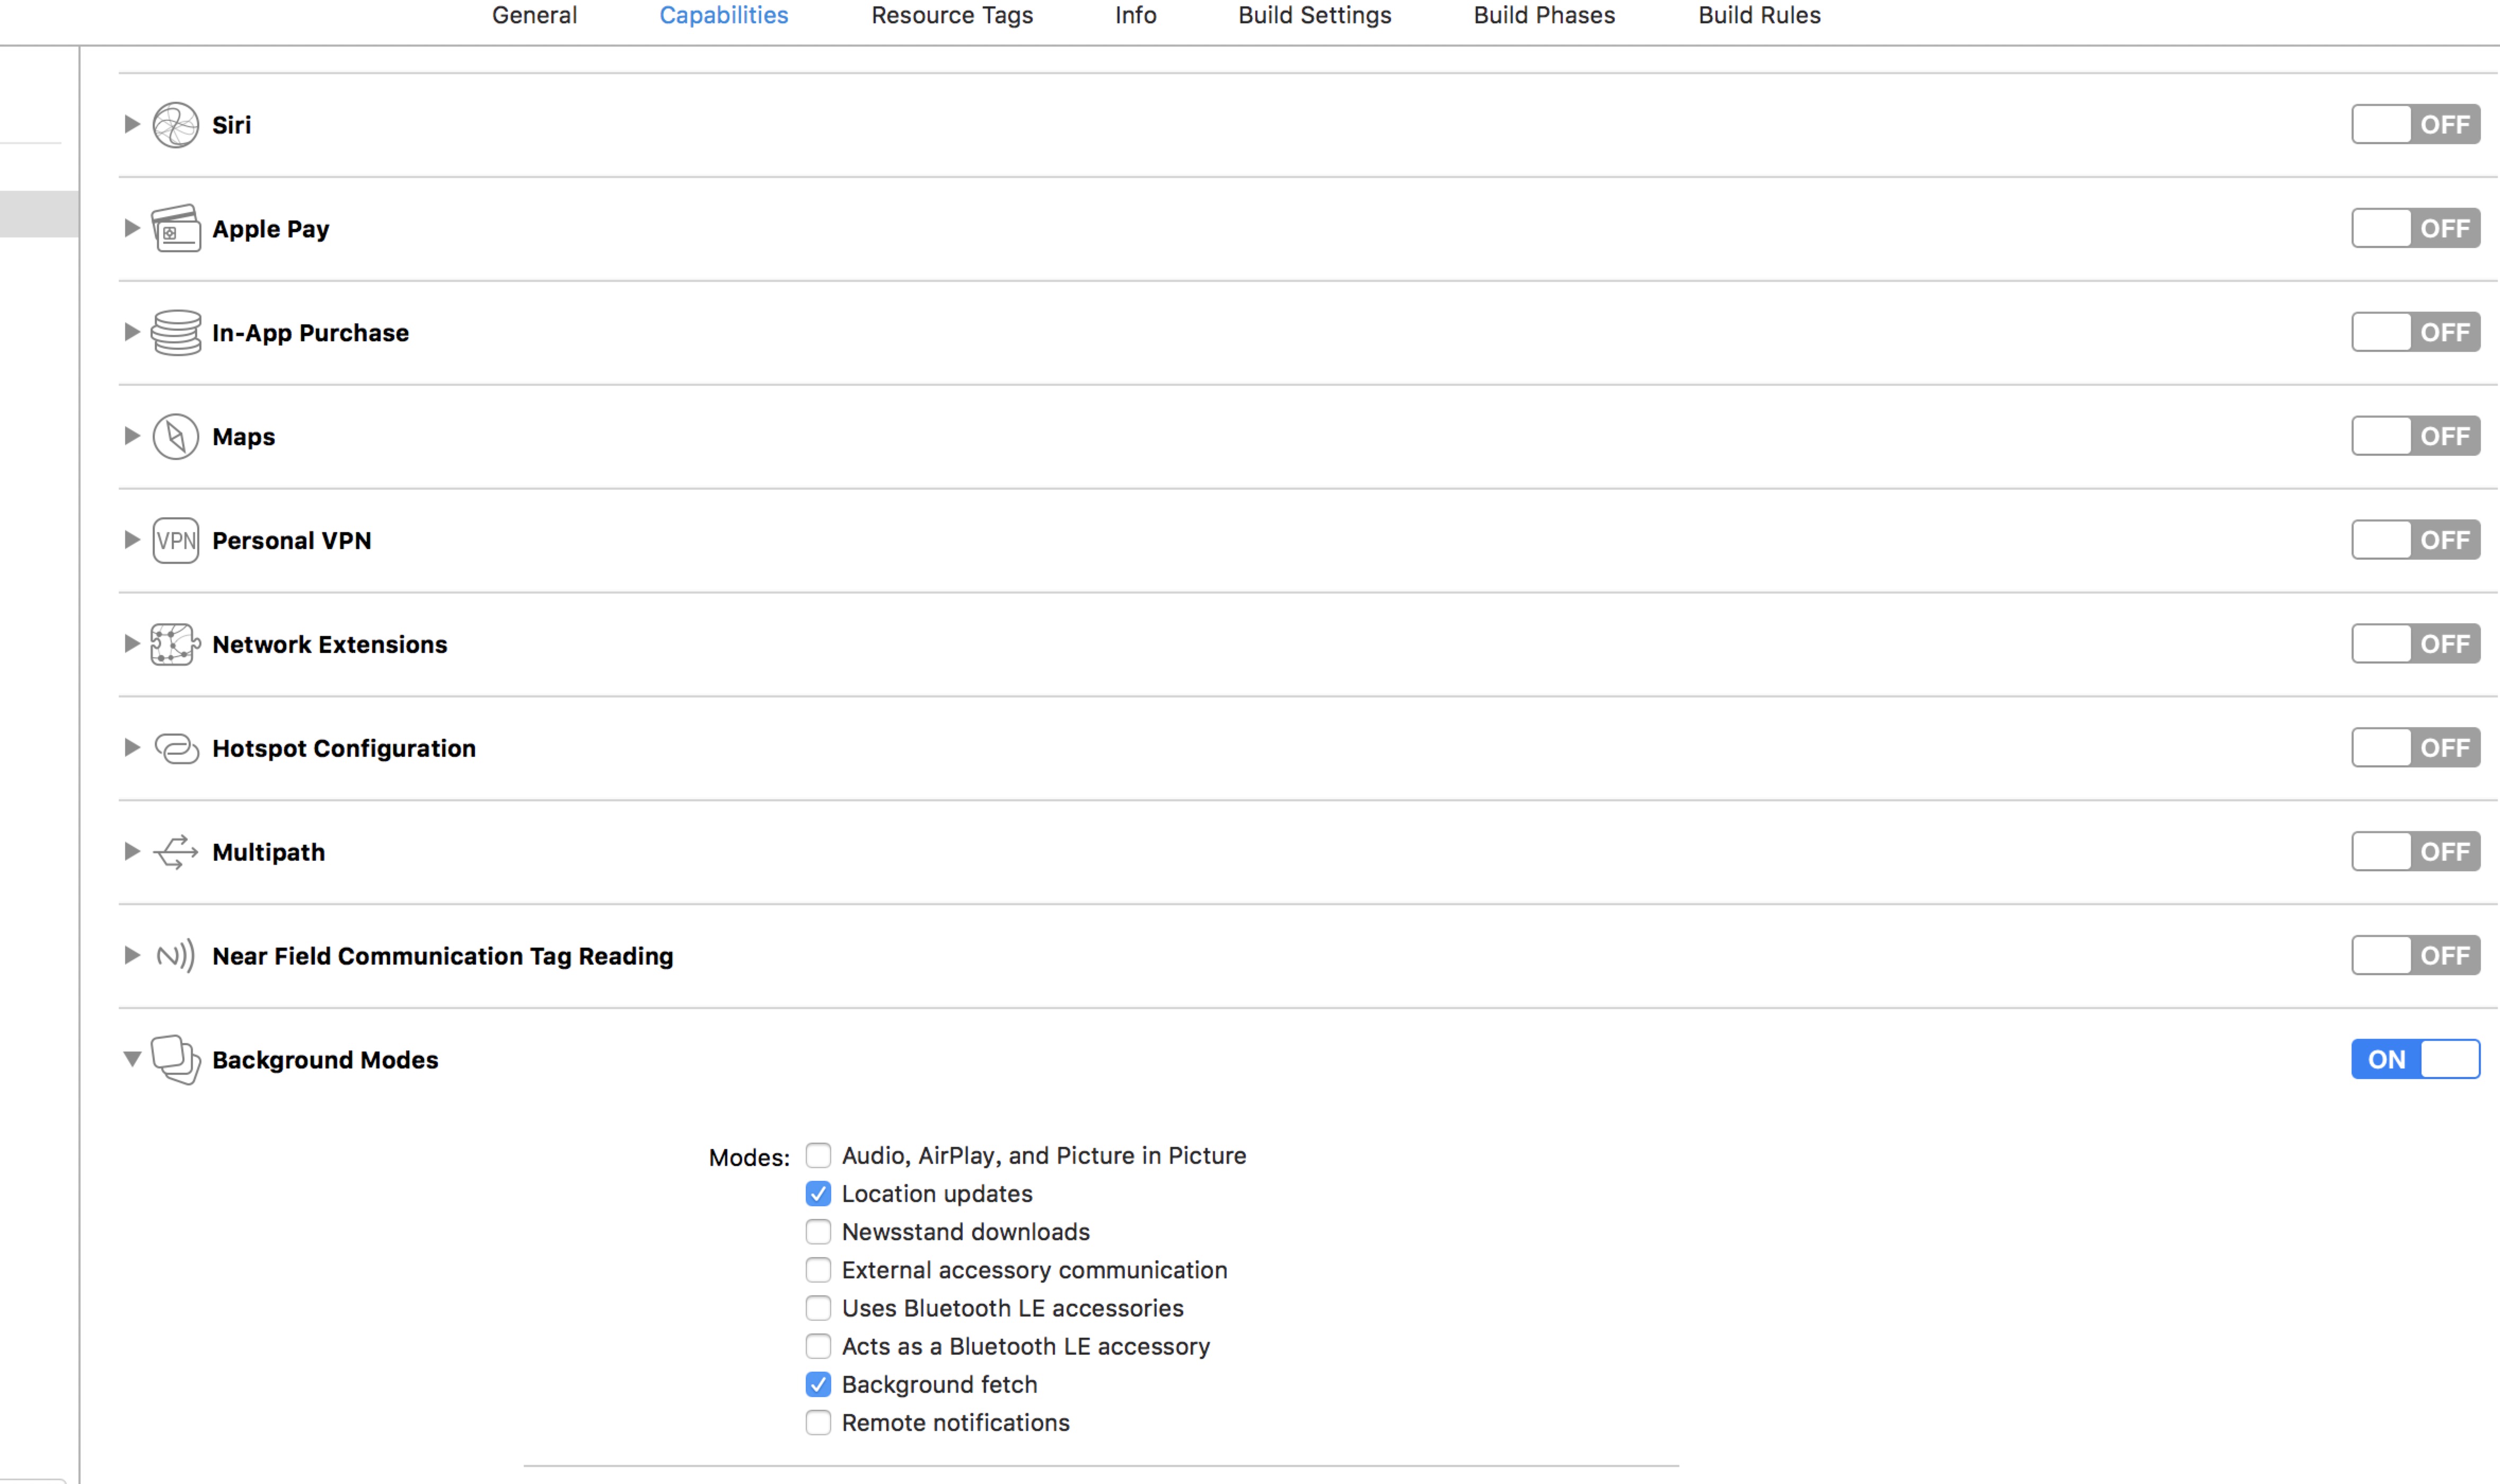 General Capabilities Resource Tags Info Build Settings Build Phases Build Rules
Siri OFF
Apple Pay OFF
In-App Purchase OFF
Maps OFF
VPN Personal VPN OFF
Network Extensions OFF
Hotspot Configuration OFF
Multipath OFF
Near Field Communication Tag Reading OFF
Background Modes ON
Modes: Audio, AirPlay, and Picture in Picture
Location updates
Newsstand downloads
External accessory communication
Uses Bluetooth LE accessories
Acts as a Bluetooth LE accessory
Background fetch
Remote notifications